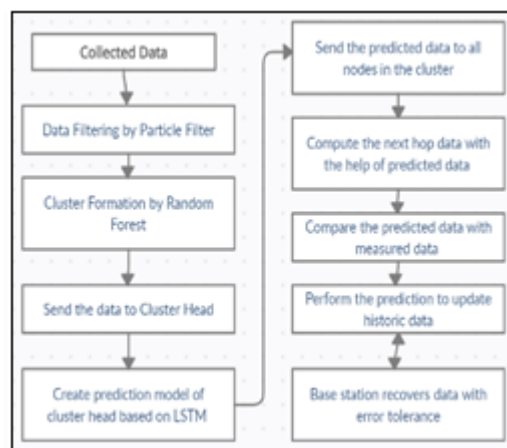 Collected Data
Data Filtering by Particle Filter
Cluster Formation by Random
Forest
Send the data to Cluster Head
Create prediction model of
cluster head based on LSTM
Send the predicted data to all
nodes in the cluster
Compute the next hop data with
the help of predicted data
Compare the predicted data with
measured data
Perform the prediction to update
historic data
Base station recovers data with
error tolerance